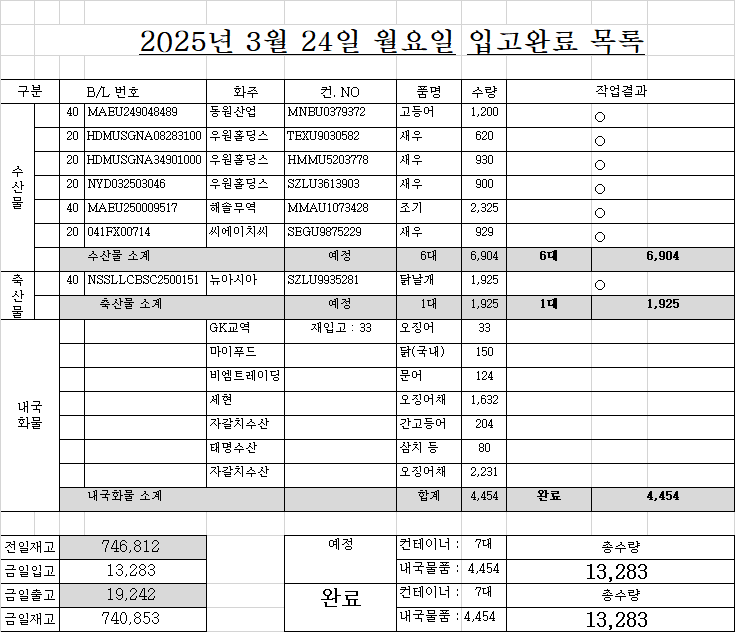 2025년 3월 24일 월요일 입고완료 목록
구분 B/L 번호 화주 컨. NO 품명 수량 작업결과
수산물
40 MAEU249048489 동원산업 MNBU0379372 고등어 1,200 ○
20 HDMUSGNA08283100 우원홀딩스 TEXU9030582 새우 620 ○
20 HDMUSGNA34901000 우원홀딩스 HMMU5203778 새우 930 ○
20 NYD032503046 우원홀딩스 SZLU3613903 새우 900 ○
40 MAEU250009517 해솔무역 MMAU1073428 조기 2,325 ○
20 041FX00714 씨에이치씨 SEGU9875229 새우 929 ○
수산물 소계 예정 6대 6,904 6대 6,904
축산물
40 NSSLLCBSC2500151 뉴아시아 SZLU9935281 닭날개 1,925 ○
축산물 소계 예정 1대 1,925 1대 1,925
내국
화물
GK교역 재입고 : 33 오징어 33
마이푸드 닭(국내) 150
비엠트레이딩 문어 124
세현 오징어채 1,632
자갈치수산 간고등어 204
태명수산 삼치 등 80
자갈치수산 오징어채 2,231
내국화물 소계 합계 4,454 완료 4,454
전일재고 746,812 예정 컨테이너 : 7대 총수량
금일입고 13,283 내국물품 : 4,454 13,283
금일출고 19,242 완료 컨테이너 : 7대 총수량
금일재고 740,853 내국물품 : 4,454 13,283